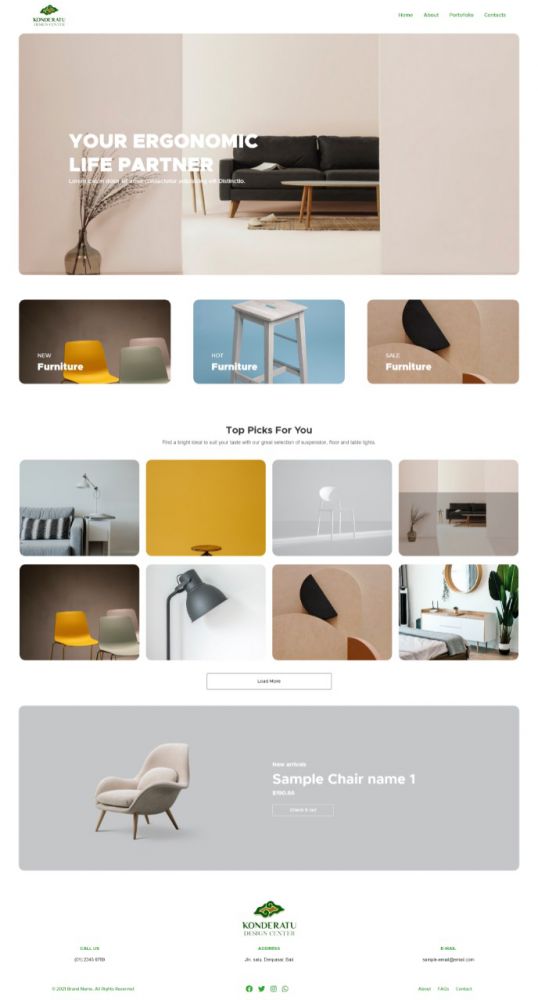 KONDERATU
DESIGN CENTER
Home About Portofolio Contacts
YOUR ERGONOMIC
LIFE PARTNER
Lorem ipsum dolor sit amet consectetur adipisicing elit. Distinctio.
NEW
Furniture
HOT
Furniture
SALE
Furniture
Top Picks For You
Find a bright ideal to suit your taste with our great selection of suspension, floor and table lights.
Load More
New arrivals
Sample Chair name 1
Check it out
KONDERATU
DESIGN CENTER
CALL US
(01) 2345 6789
ADDRESS
Jln. satu, Denpasar, Bali
E-MAIL
sample-email@email.com
© 2021 Brand Name. All Rights Reserved
About FAQs Contact